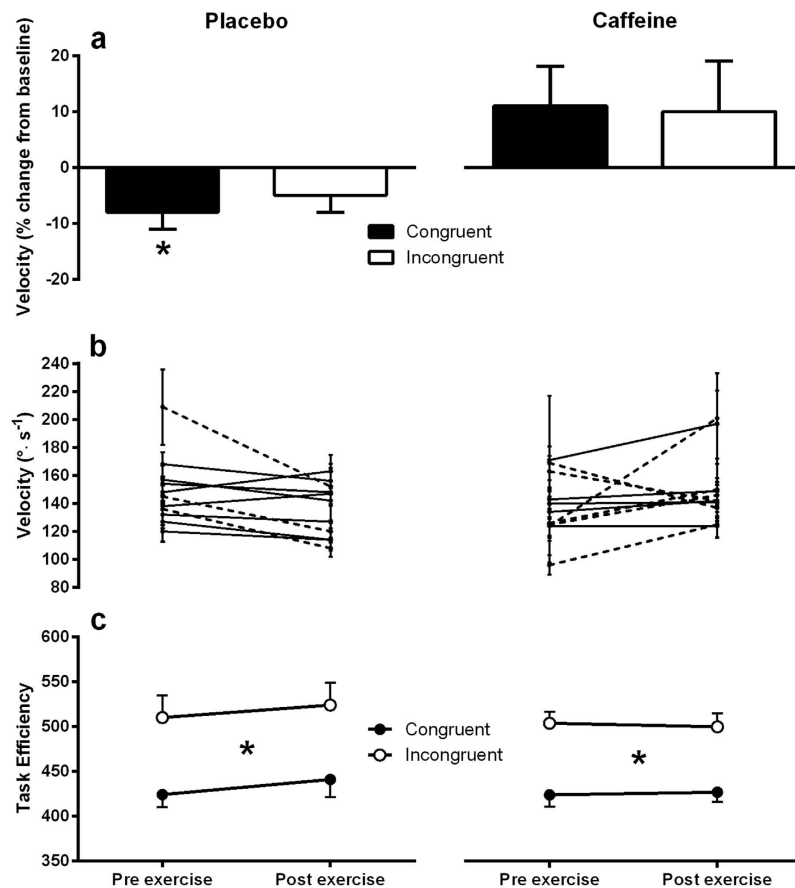 Placebo
Caffeine
a
Velocity (% change from baseline)
20
10
0
-10
-20
*
Congruent
Incongruent
b
Velocity (°· s⁻¹)
240
220
200
180
160
140
120
100
80
c
Task Efficiency
600
550
500
450
400
350
*
Congruent
Incongruent
*
Pre exercise
Post exercise
Pre exercise
Post exercise